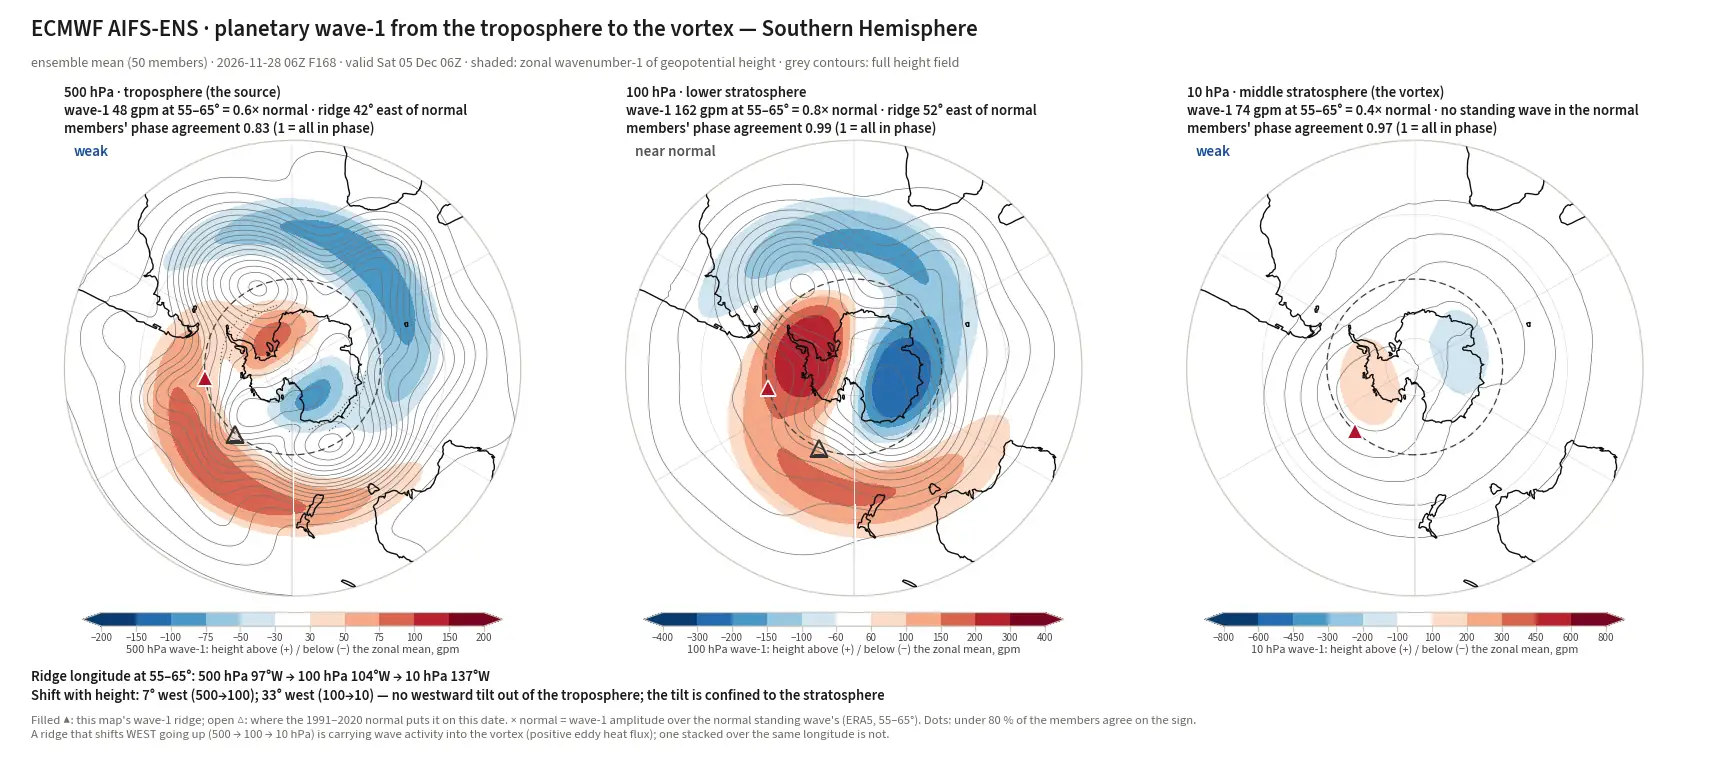 ECMWF AIFS-ENS · planetary wave-1 from the troposphere to the vortex — Southern Hemisphere
ensemble mean (50 members) · 2026-11-28 06Z F168 · valid Sat 05 Dec 06Z · shaded: zonal wavenumber-1 of geopotential height · grey contours: full height field
500 hPa · troposphere (the source)
wave-1 48 gpm at 55–65° = 0.6× normal · ridge 42° east of normal
members' phase agreement 0.83 (1 = all in phase)
weak
100 hPa · lower stratosphere
wave-1 162 gpm at 55–65° = 0.8× normal · ridge 52° east of normal
members' phase agreement 0.99 (1 = all in phase)
near normal
10 hPa · middle stratosphere (the vortex)
wave-1 74 gpm at 55–65° = 0.4× normal · no standing wave in the normal
members' phase agreement 0.97 (1 = all in phase)
weak
−200 −150 −100 −75 −50 −30 30 50 75 100 150 200
500 hPa wave-1: height above (+) / below (−) the zonal mean, gpm
−400 −300 −200 −150 −100 −60 60 100 150 200 300 400
100 hPa wave-1: height above (+) / below (−) the zonal mean, gpm
−800 −600 −450 −300 −200 −100 100 200 300 450 600 800
10 hPa wave-1: height above (+) / below (−) the zonal mean, gpm
Ridge longitude at 55–65°: 500 hPa 97°W → 100 hPa 104°W → 10 hPa 137°W
Shift with height: 7° west (500→100); 33° west (100→10) — no westward tilt out of the troposphere; the tilt is confined to the stratosphere
Filled ▲: this map's wave-1 ridge; open △: where the 1991–2020 normal puts it on this date. × normal = wave-1 amplitude over the normal standing wave's (ERA5, 55–65°). Dots: under 80 % of the members agree on the sign.
A ridge that shifts WEST going up (500 → 100 → 10 hPa) is carrying wave activity into the vortex (positive eddy heat flux); one stacked over the same longitude is not.